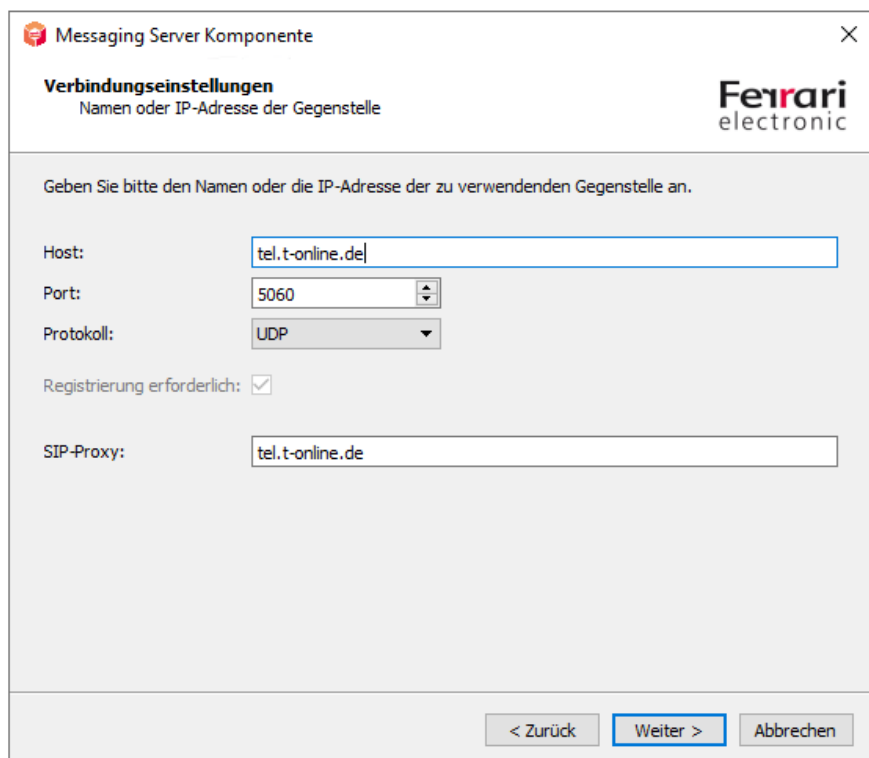 Messaging Server Komponente
Verbindungseinstellungen
Namen oder IP-Adresse der Gegenstelle
Ferrari
electronic
Geben Sie bitte den Namen oder die IP-Adresse der zu verwendenden Gegenstelle an.
Host: tel.t-online.de
Port: 5060
Protokoll: UDP
Registrierung erforderlich:
SIP-Proxy: tel.t-online.de
< Zurück Weiter > Abbrechen